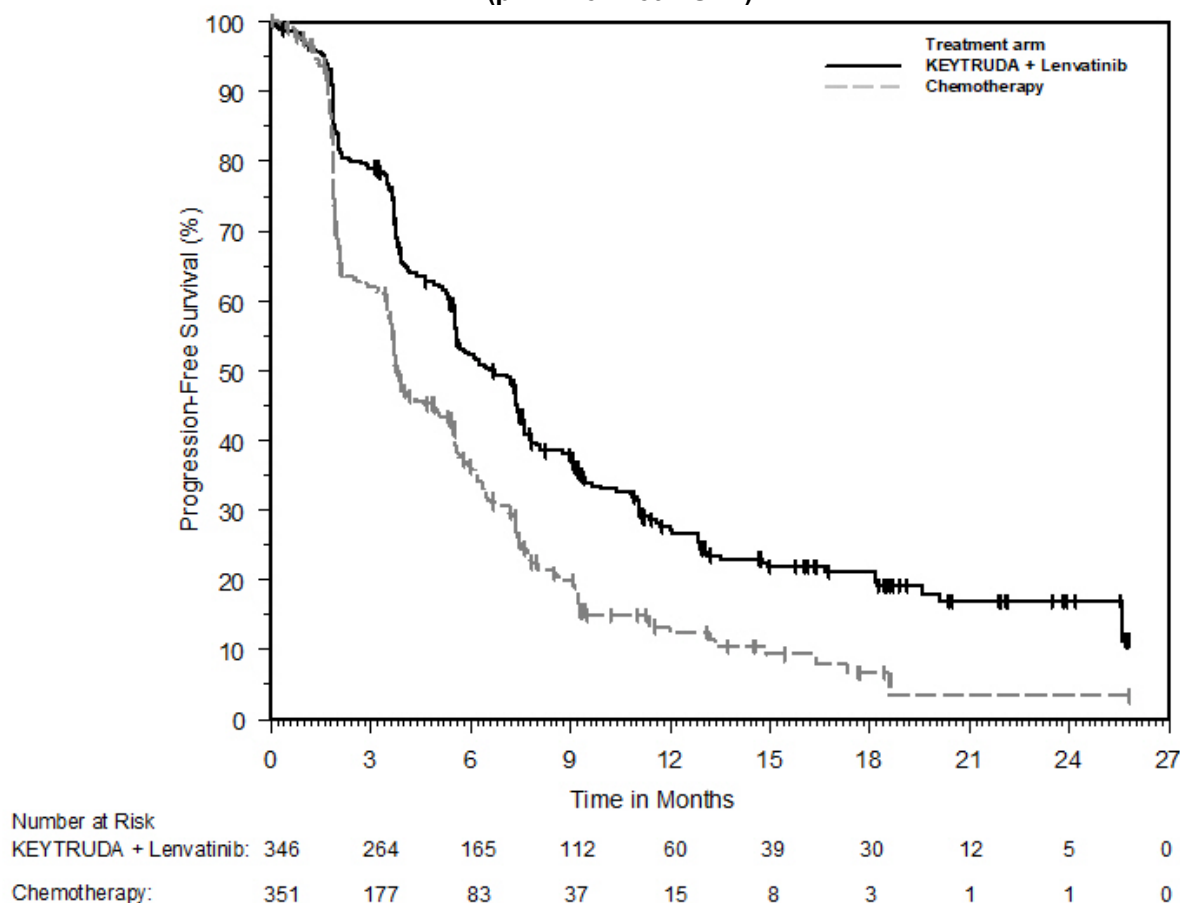 Treatment arm
KEYTRUDA + Lenvatinib
Chemotherapy
Progression-Free Survival (%)
100
90
80
70
60
50
40
30
20
10
0
0 3 6 9 12 15 18 21 24 27
Time in Months
Number at Risk
KEYTRUDA + Lenvatinib: 346 264 165 112 60 39 30 12 5 0
Chemotherapy: 351 177 83 37 15 8 3 1 1 0